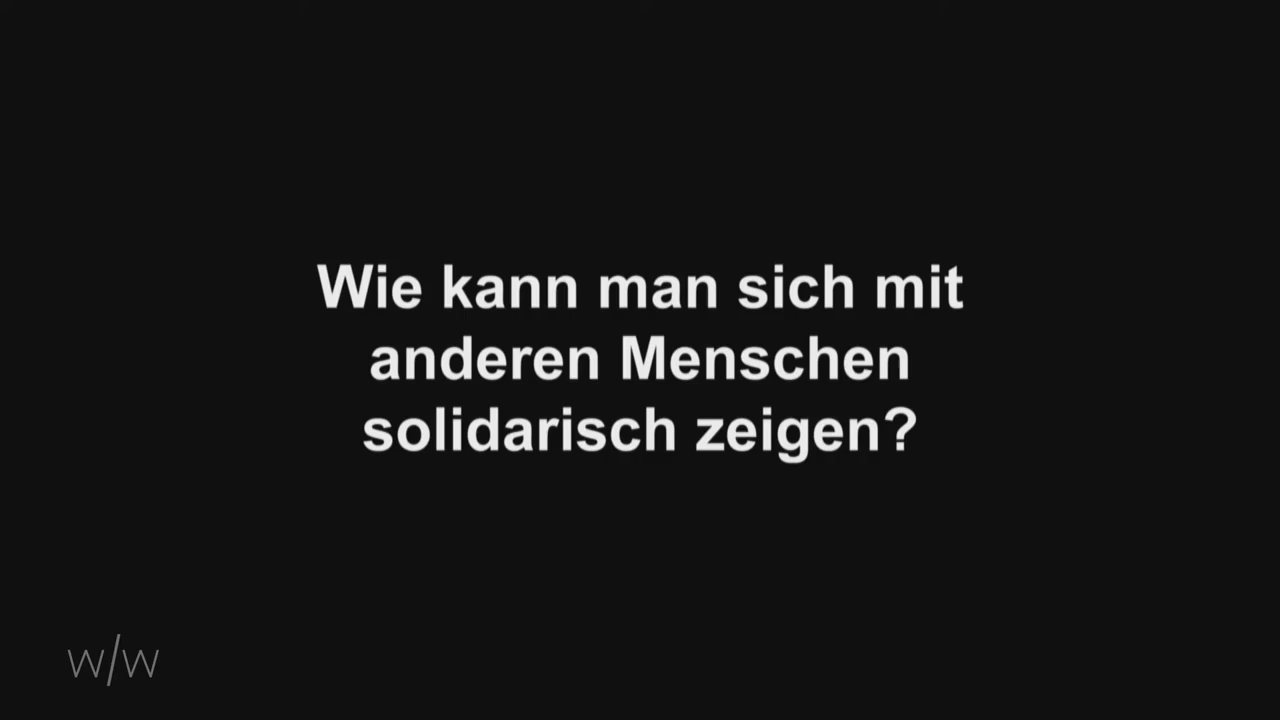 Wie kann man sich mit
anderen Menschen
solidarisch zeigen?
w/w